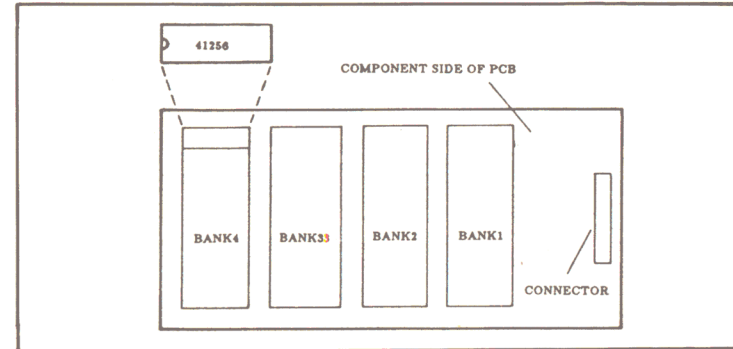 41256
COMPONENT SIDE OF PCB
BANK4 BANK33 BANK2 BANK1
CONNECTOR